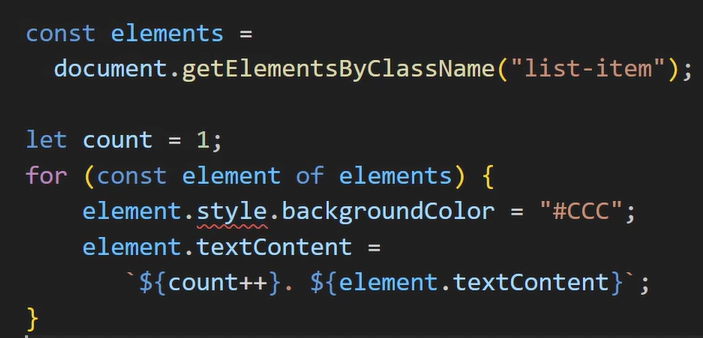 const elements =
document.getElementsByClassName("list-item");
let count = 1;
for (const element of elements) {
element.style.backgroundColor = "#CCC";
element.textContent =
`${count++}. ${element.textContent}`;
}